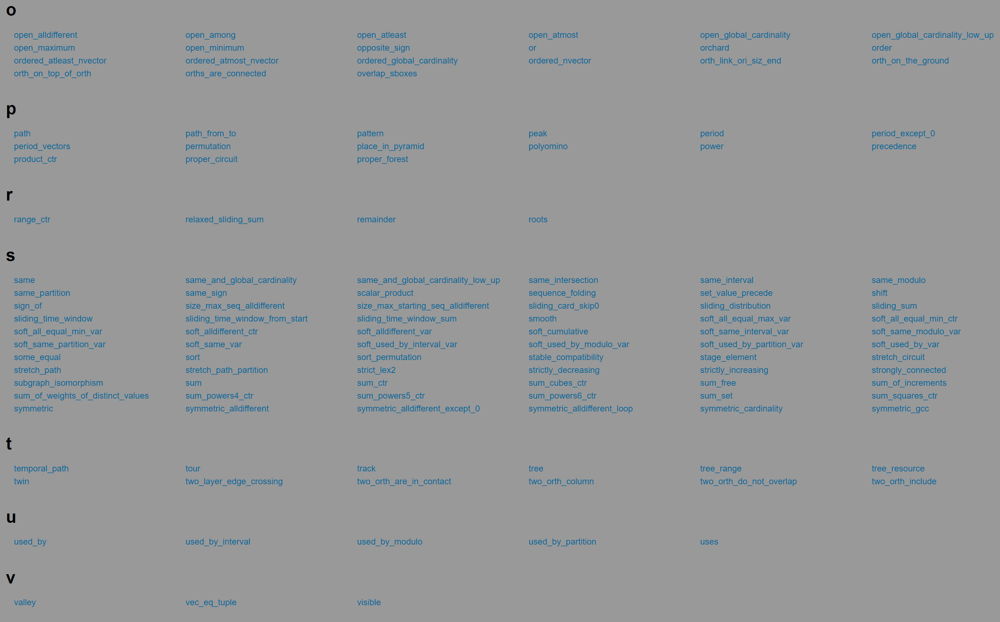 o
open_alldifferent open_among open_atleast open_atmost open_global_cardinality open_global_cardinality_low_up
open_maximum open_minimum opposite_sign or orchard order
ordered_atleast_nvector ordered_atmost_nvector ordered_global_cardinality ordered_nvector orth_link_ori_siz_end orth_on_the_ground
orth_on_top_of_orth orths_are_connected overlap_sboxes
p
path path_from_to pattern peak period period_except_0
period_vectors permutation place_in_pyramid polyomino power precedence
product_ctr proper_circuit proper_forest
r
range_ctr relaxed_sliding_sum remainder roots
s
same same_and_global_cardinality same_and_global_cardinality_low_up same_intersection same_interval same_modulo
same_partition same_sign scalar_product sequence_folding set_value_precede shift
sign_of size_max_seq_alldifferent size_max_starting_seq_alldifferent sliding_card_skip0 sliding_distribution sliding_sum
sliding_time_window sliding_time_window_from_start sliding_time_window_sum smooth soft_all_equal_max_var soft_all_equal_min_ctr
soft_all_equal_min_var soft_alldifferent_ctr soft_alldifferent_var soft_cumulative soft_same_interval_var soft_same_modulo_var
soft_same_partition_var soft_same_var soft_used_by_interval_var soft_used_by_modulo_var soft_used_by_partition_var soft_used_by_var
some_equal sort sort_permutation stable_compatibility stage_element stretch_circuit
stretch_path stretch_path_partition strict_lex2 strictly_decreasing strictly_increasing strongly_connected
subgraph_isomorphism sum sum_ctr sum_cubes_ctr sum_free sum_of_increments
sum_of_weights_of_distinct_values sum_powers4_ctr sum_powers5_ctr sum_powers6_ctr sum_set sum_squares_ctr
symmetric symmetric_alldifferent symmetric_alldifferent_except_0 symmetric_alldifferent_loop symmetric_cardinality symmetric_gcc
t
temporal_path tour track tree tree_range tree_resource
twin two_layer_edge_crossing two_orth_are_in_contact two_orth_column two_orth_do_not_overlap two_orth_include
u
used_by used_by_interval used_by_modulo used_by_partition uses
v
valley vec_eq_tuple visible